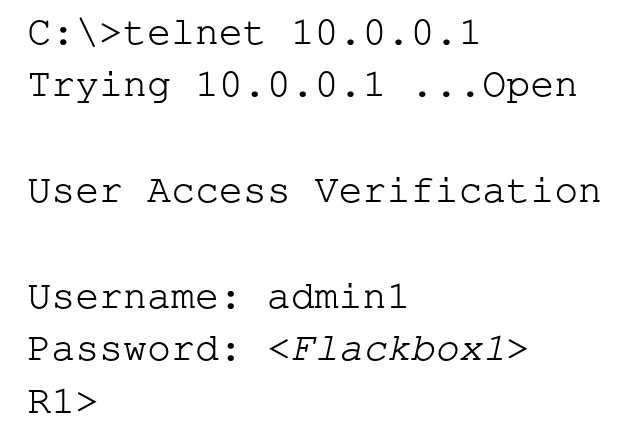 C:\>telnet 10.0.0.1
Trying 10.0.0.1 ...Open
User Access Verification
Username: admin1
Password: <Flackbox1>
R1>